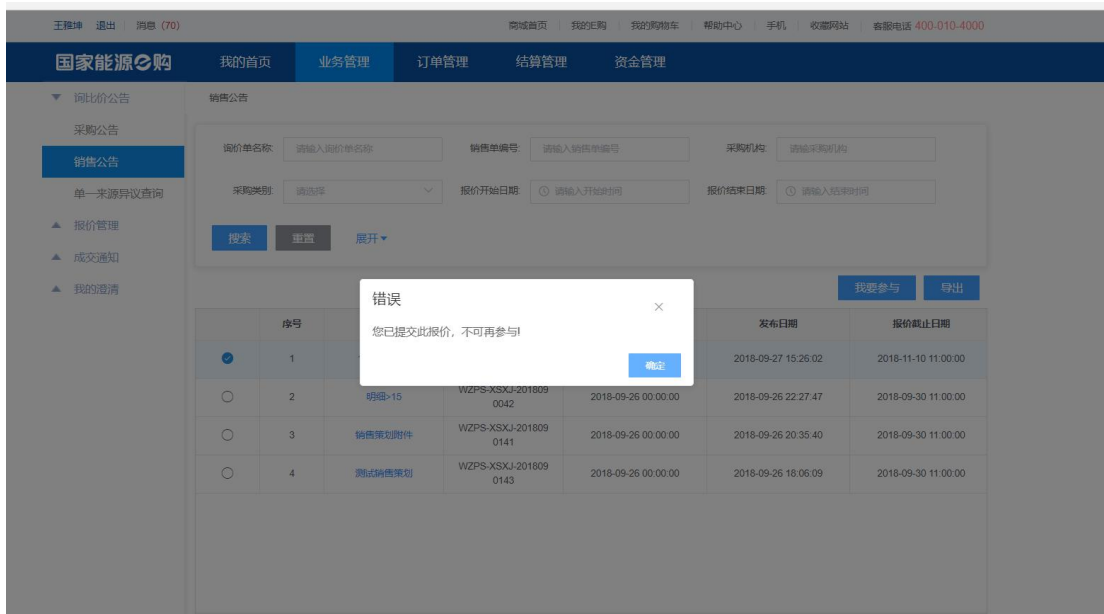 王雅坤 退出 消息 (70) 商城首页 我的E购 我的购物车 帮助中心 手机 收藏网站 客服电话 400-010-4000
国家能源e购 我的首页 业务管理 订单管理 结算管理 资金管理
询比价公告 销售公告
采购公告
询价单名称: 请输入询价单名称 销售单编号: 请输入销售单编号 采购机构: 请输采购机构
销售公告
单一来源异议查询 采购类别: 请选择 报价开始日期: 请输入开始时间 报价结束日期: 请输入结束时间
报价管理
搜索 重置 展开
成交通知
我的澄清 我要参与 导出
错误
您已提交此报价，不可再参与!
确定
序号 发布日期 报价截止日期
1 2018-09-27 15:26:02 2018-11-10 11:00:00
2 明细>15 WZPS-XSXJ-2018090042 2018-09-26 00:00:00 2018-09-26 22:27:47 2018-09-30 11:00:00
3 销售策划附件 WZPS-XSXJ-2018090141 2018-09-26 00:00:00 2018-09-26 20:35:40 2018-09-30 11:00:00
4 测试销售策划 WZPS-XSXJ-2018090143 2018-09-26 00:00:00 2018-09-26 18:06:09 2018-09-30 11:00:00